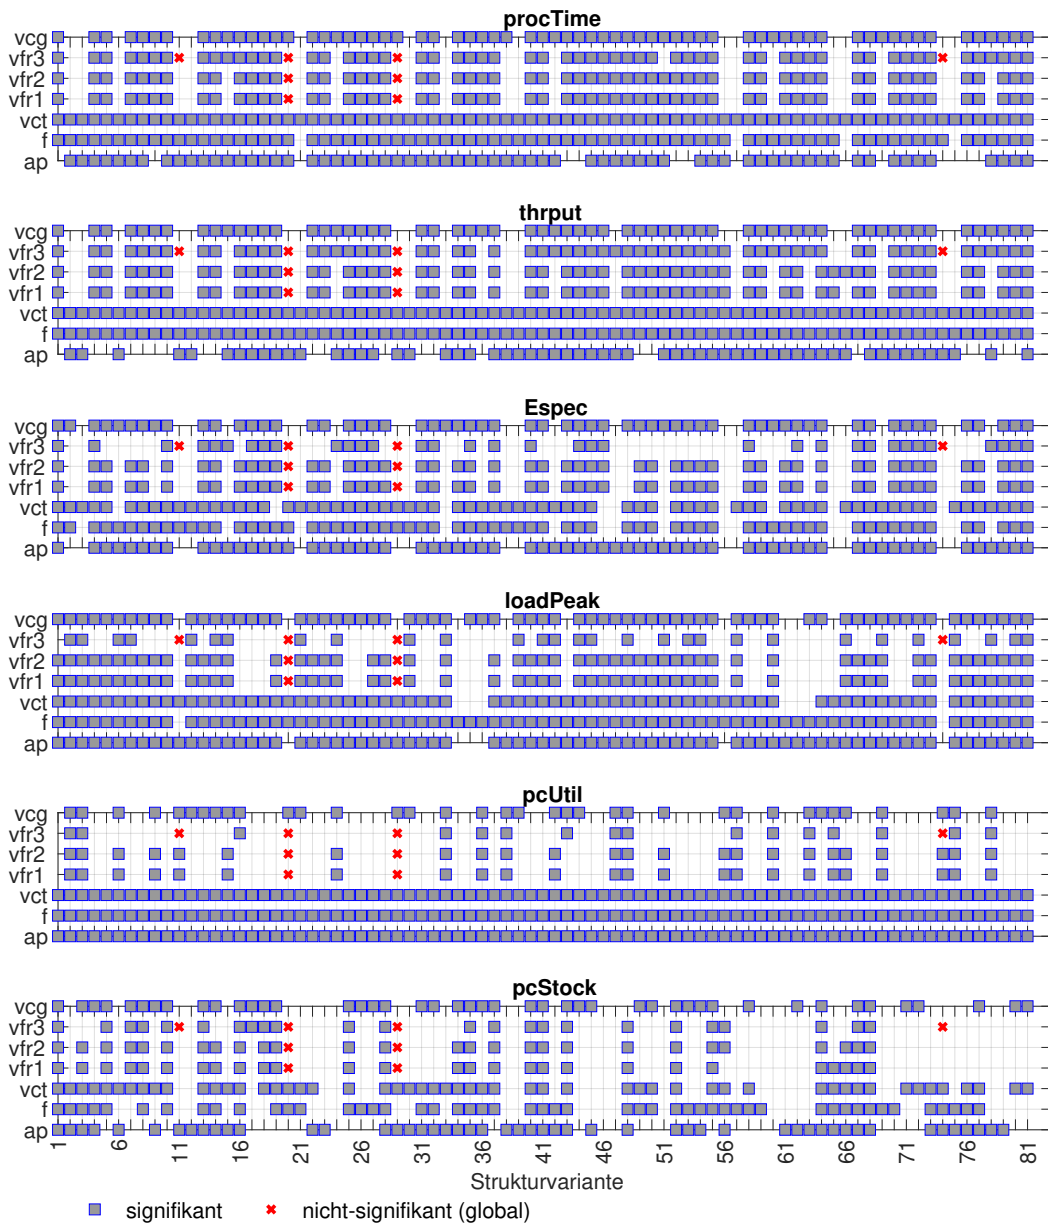 procTime
vcg
vfr3
vfr2
vfr1
vct
f
ap
thrput
vcg
vfr3
vfr2
vfr1
vct
f
ap
Espec
vcg
vfr3
vfr2
vfr1
vct
f
ap
loadPeak
vcg
vfr3
vfr2
vfr1
vct
f
ap
pcUtil
vcg
vfr3
vfr2
vfr1
vct
f
ap
pcStock
vcg
vfr3
vfr2
vfr1
vct
f
ap
1 6 11 16 21 26 31 36 41 46 51 56 61 66 71 76 81
Strukturvariante
signifikant nicht-signifikant (global)